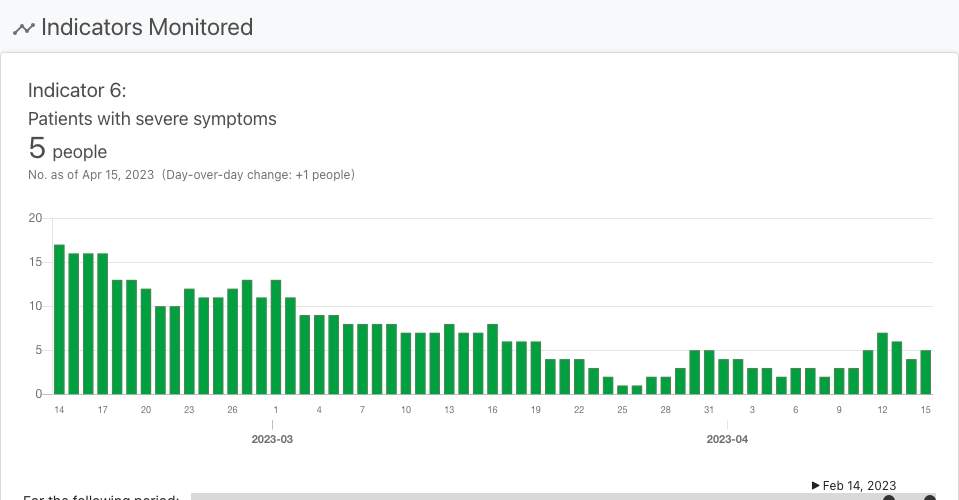 Indicators Monitored
Indicator 6:
Patients with severe symptoms
5 people
No. as of Apr 15, 2023 (Day-over-day change: +1 people)
20
15
10
5
0
14 17 20 23 26 1 4 7 10 13 16 19 22 25 28 31 3 6 9 12 15
2023-03 2023-04
▶ Feb 14, 2023
For the following period: